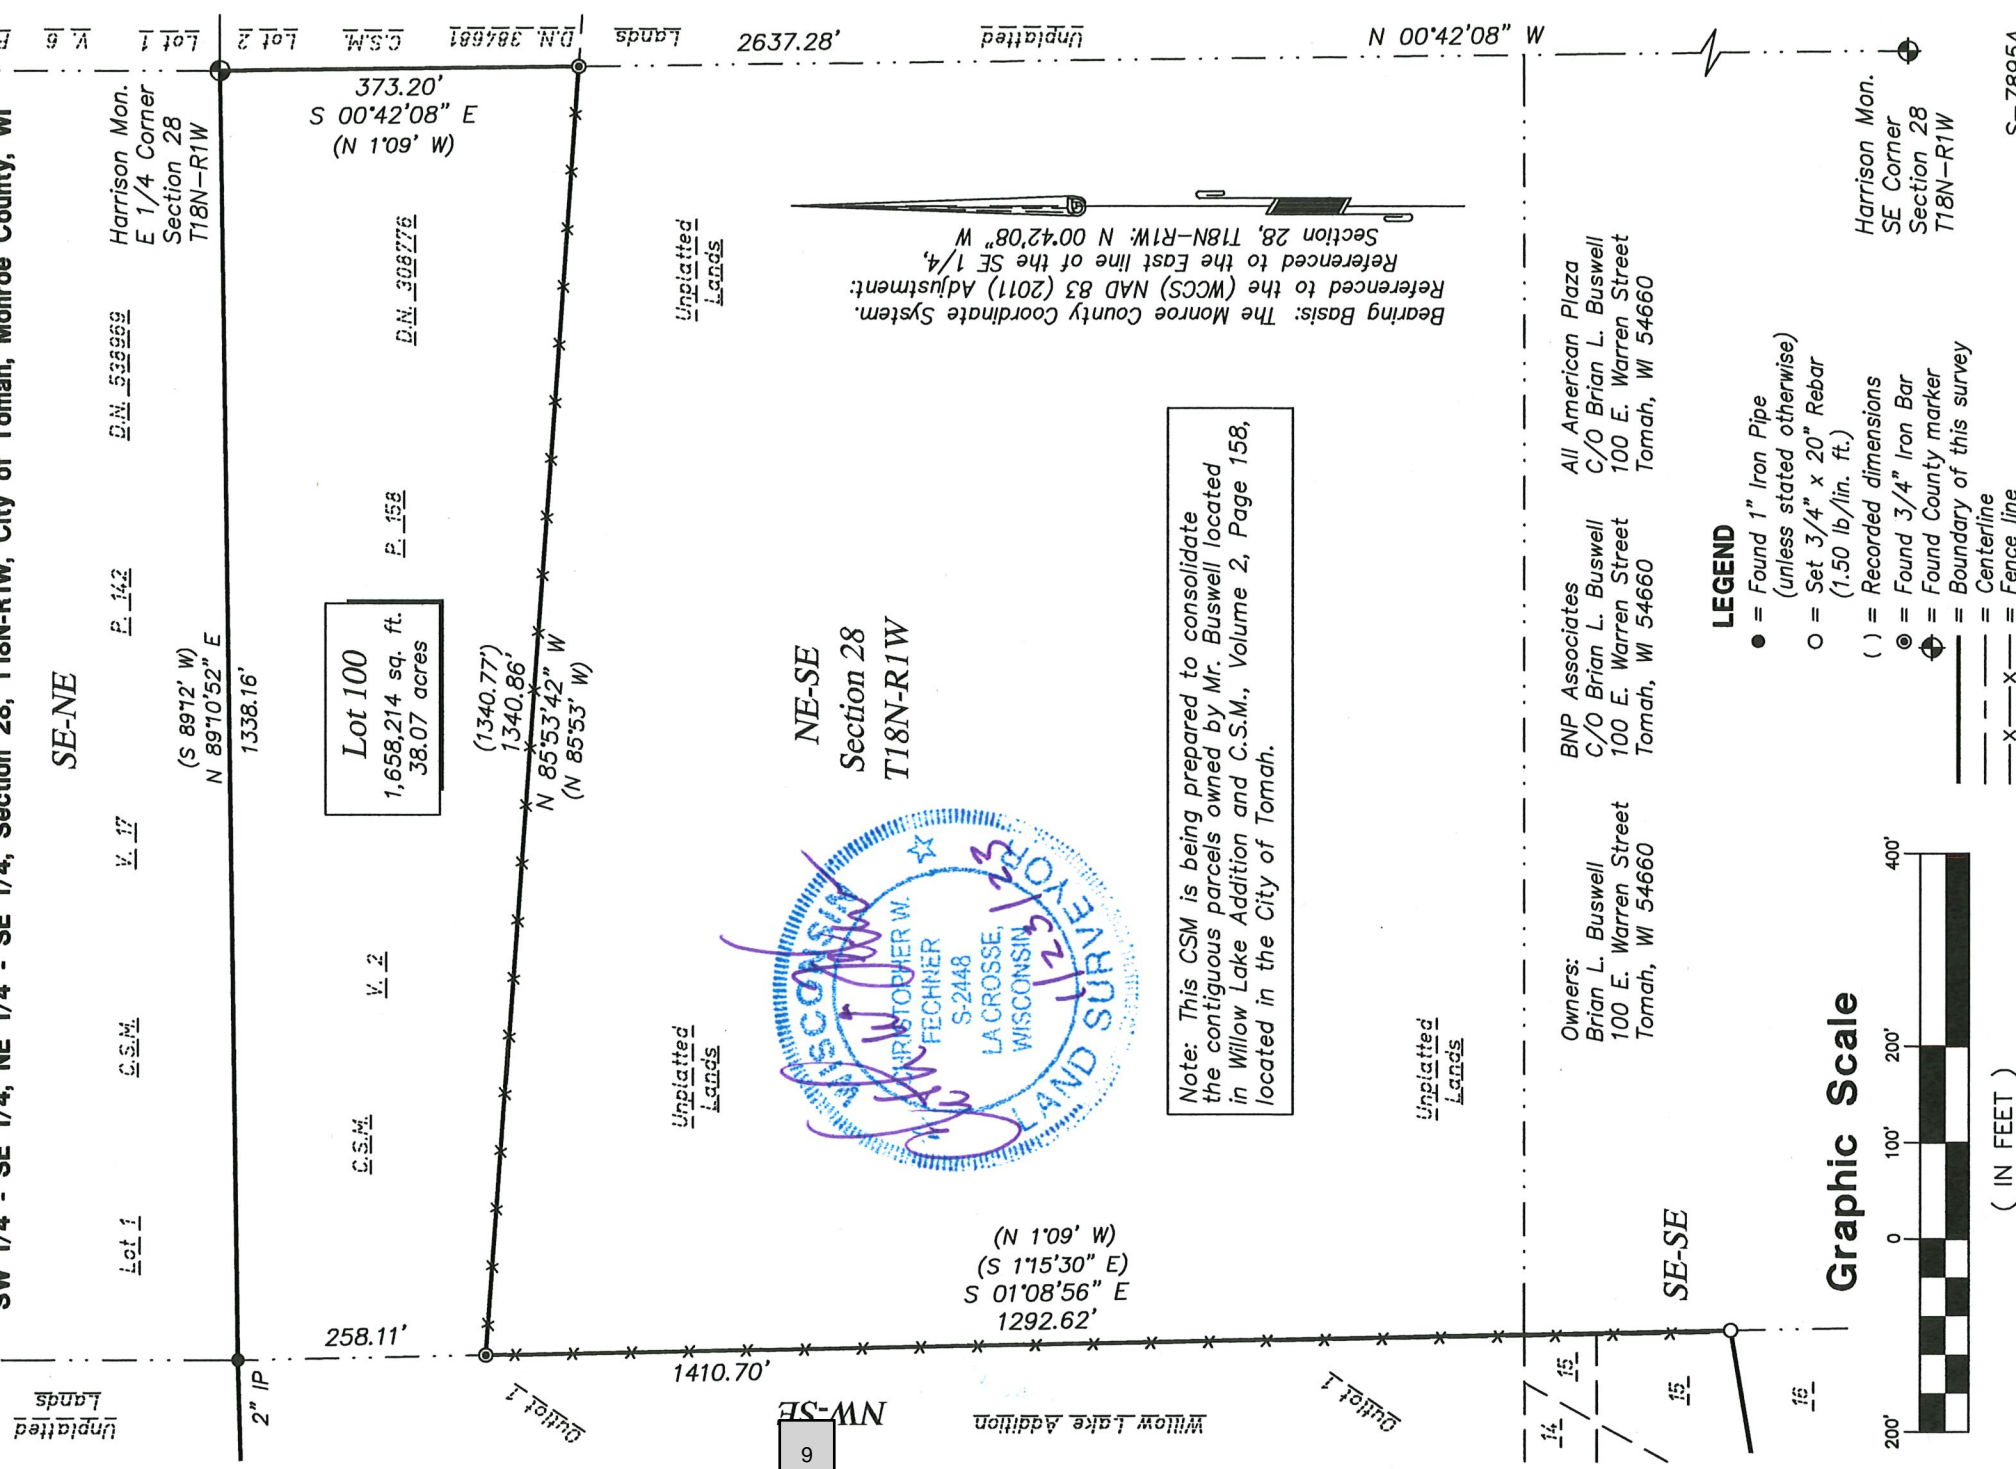 SW 1/4 - SE 1/4, NE 1/4 - SE 1/4, Section 28, T18N-R1W, City of Tomah, Monroe County, WI
V. 6
Lot 1
Lot 2
C.S.M.
D.N. 384681
Lands
2637.28'
Unplatted
N 00°42'08" W
Harrison Mon.
E 1/4 Corner
Section 28
T18N-R1W
373.20'
S 00°42'08" E
(N 1°09' W)
SE-NE
Lot 1
C.S.M.
V. 17
P. 142
D.N. 538969
(S 89°12' W)
N 89°10'52" E
1338.16'
C.S.M.
V. 2
P. 158
D.N. 308776
Lot 100
1,658,214 sq. ft.
38.07 acres
(1340.77')
1340.86'
N 85°53'42" W
(N 85°53' W)
Unplatted
Lands
Unplatted
Lands
NE-SE
Section 28
T18N-R1W
Bearing Basis: The Monroe County Coordinate System.
Referenced to the (WCCS) NAD 83 (2011) Adjustment:
Referenced to the East line of the SE 1/4,
Section 28, T18N-R1W: N 00°42'08" W
WISCONSIN
CHRISTOPHER W.
FECHNER
S-2448
LA CROSSE,
WISCONSIN
LAND SURVEYOR
1/23/23
Note: This CSM is being prepared to consolidate
the contiguous parcels owned by Mr. Buswell located
in Willow Lake Addition and C.S.M., Volume 2, Page 158,
located in the City of Tomah.
Unplatted
Lands
Unplatted
Lands
2" IP
258.11'
1410.70'
Outlot 1
NW-SE
Willow Lake Addition
Outlot 1
(N 1°09' W)
(S 1°15'30" E)
S 01°08'56" E
1292.62'
14
15
15
16
SE-SE
Owners:
Brian L. Buswell
100 E. Warren Street
Tomah, WI 54660
BNP Associates
C/O Brian L. Buswell
100 E. Warren Street
Tomah, WI 54660
All American Plaza
C/O Brian L. Buswell
100 E. Warren Street
Tomah, WI 54660
Harrison Mon.
SE Corner
Section 28
T18N-R1W
LEGEND
● = Found 1" Iron Pipe
(unless stated otherwise)
○ = Set 3/4" x 20" Rebar
(1.50 lb/lin. ft.)
( ) = Recorded dimensions
= Found 3/4" Iron Bar
= Found County marker
= Boundary of this survey
= Centerline
—x—x— = Fence line
Graphic Scale
200' 0 100' 200' 400'
( IN FEET )
S-7895A
9